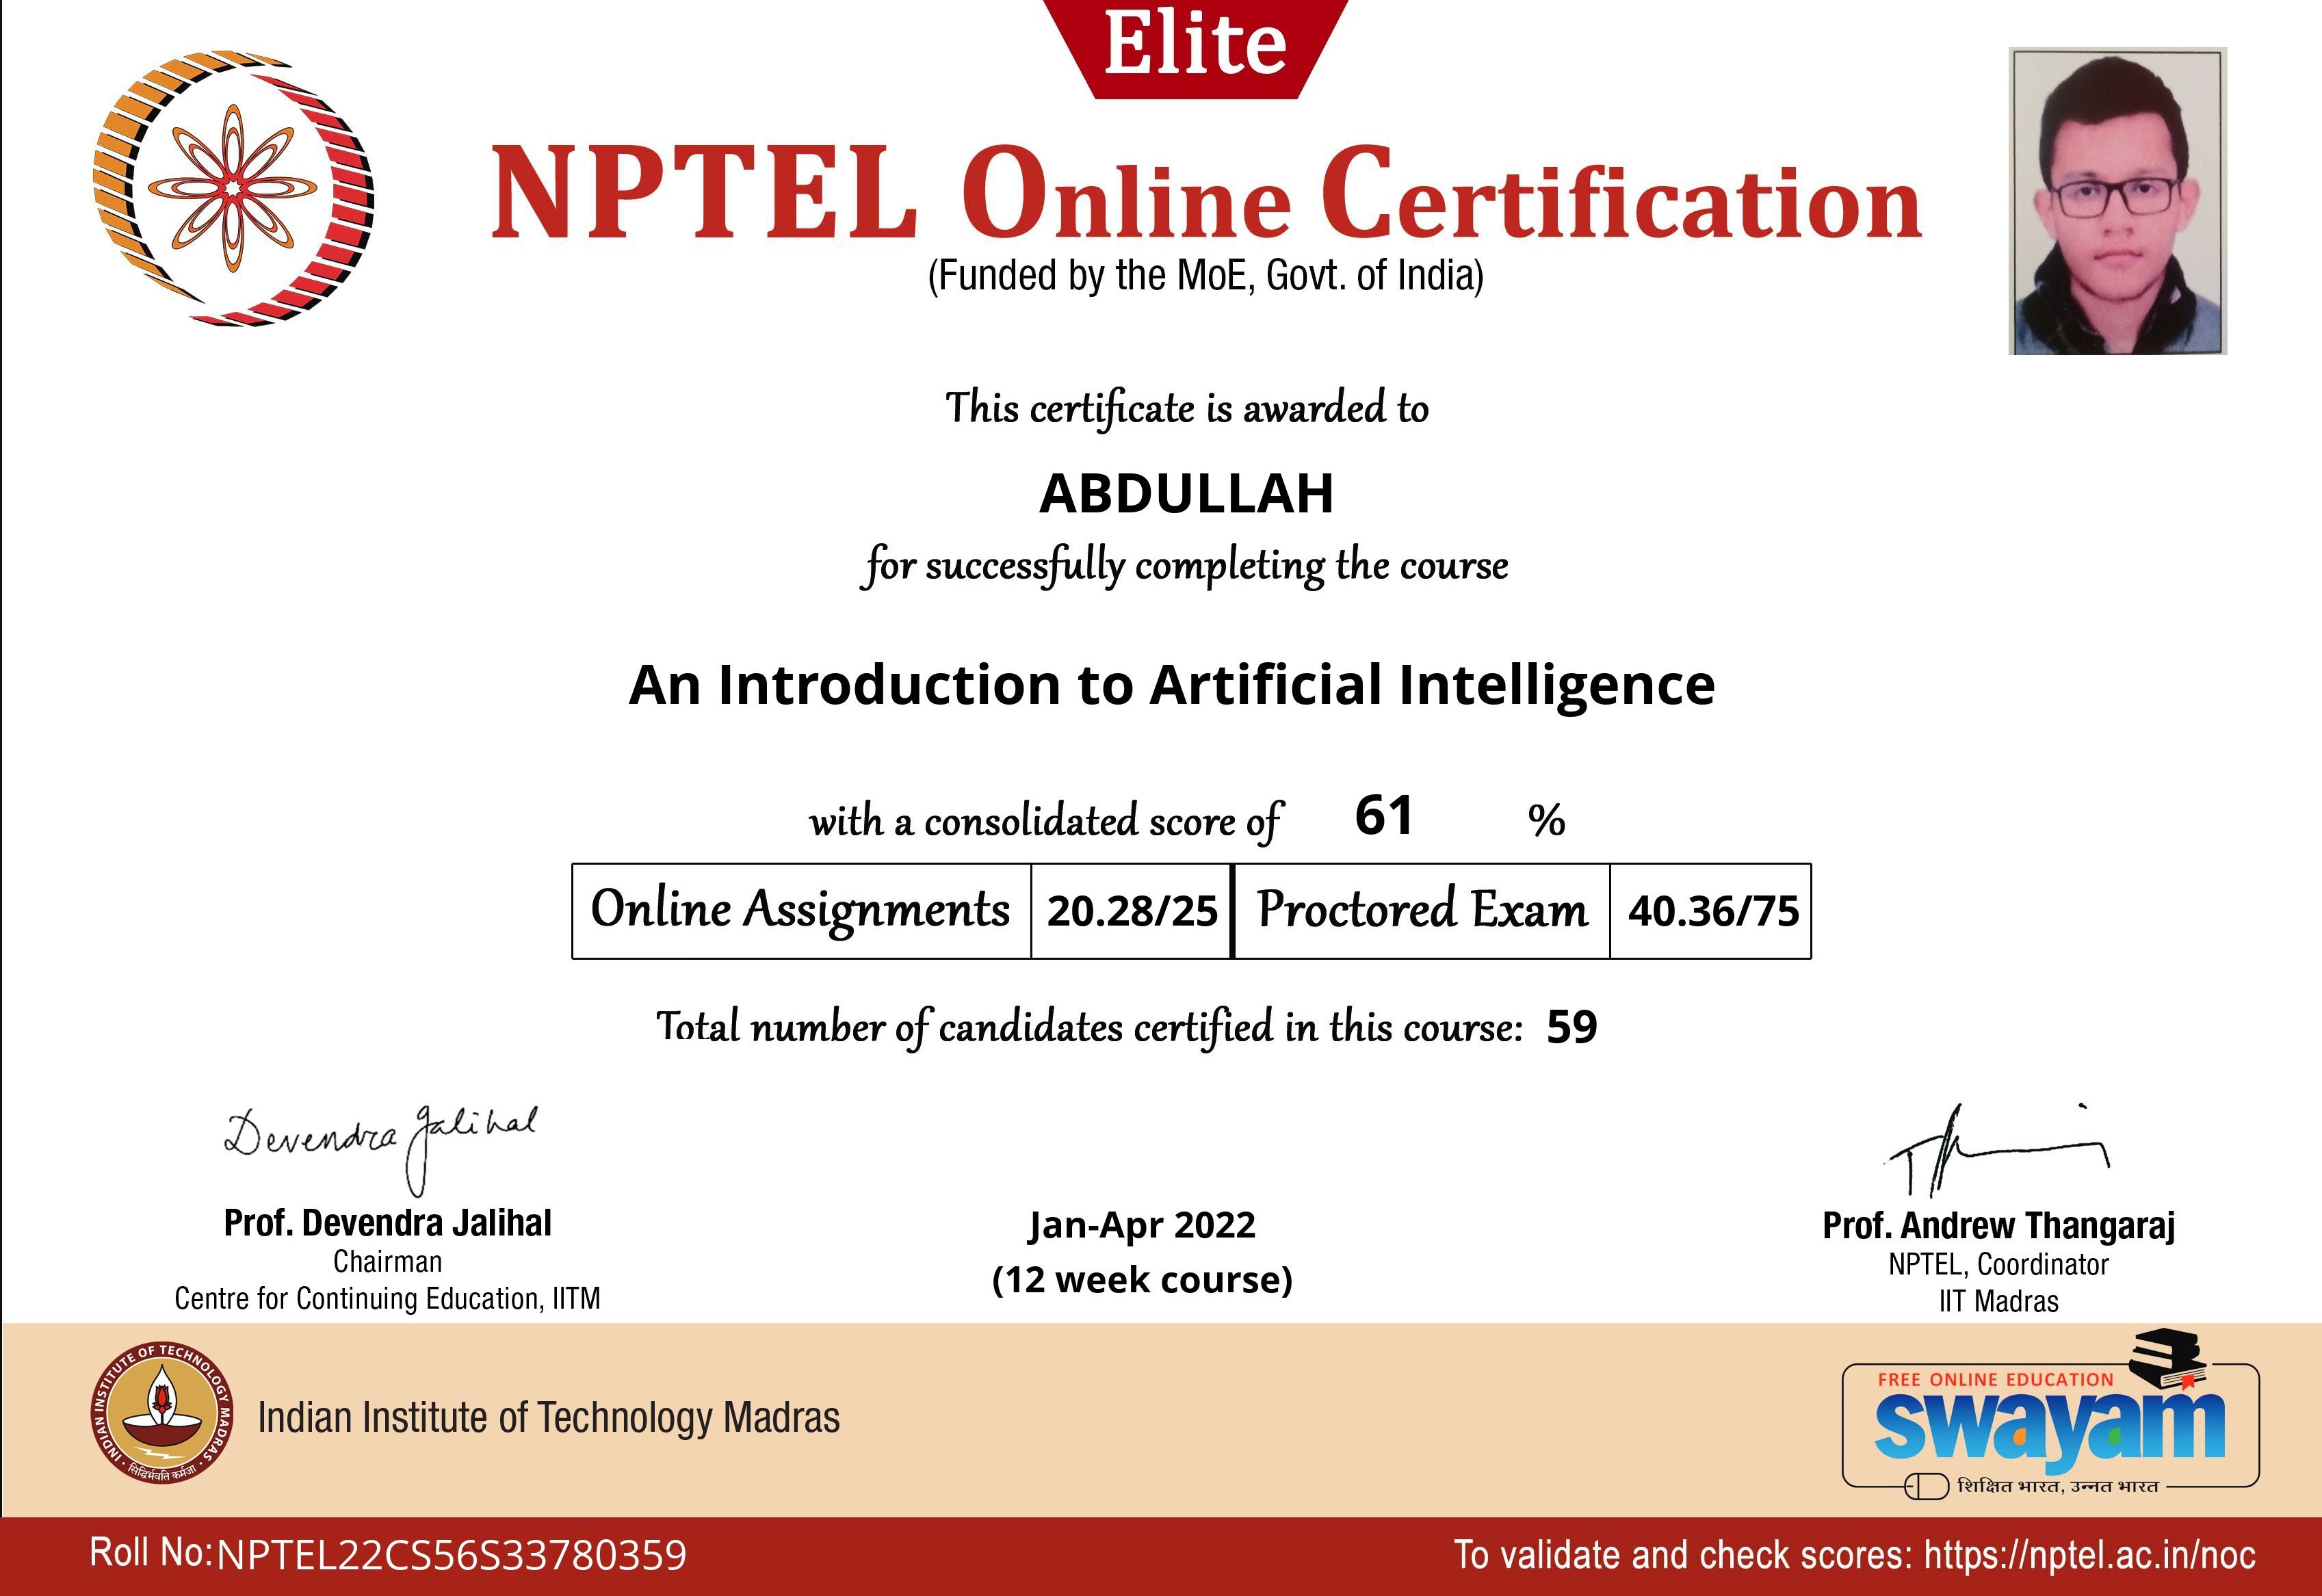 Elite
NPTEL Online Certification
(Funded by the MoE, Govt. of India)
This certificate is awarded to
ABDULLAH
for successfully completing the course
An Introduction to Artificial Intelligence
with a consolidated score of 61 %
Online Assignments 20.28/25 Proctored Exam 40.36/75
Total number of candidates certified in this course: 59
Devendra Jalihal
Prof. Devendra Jalihal
Chairman
Centre for Continuing Education, IITM
Jan-Apr 2022
(12 week course)
Prof. Andrew Thangaraj
NPTEL, Coordinator
IIT Madras
INDIAN INSTITUTE OF TECHNOLOGY MADRAS
सिद्धिर्भवति कर्मजा
Indian Institute of Technology Madras
FREE ONLINE EDUCATION
swayam
शिक्षित भारत, उन्नत भारत
Roll No:NPTEL22CS56S33780359
To validate and check scores: https://nptel.ac.in/noc